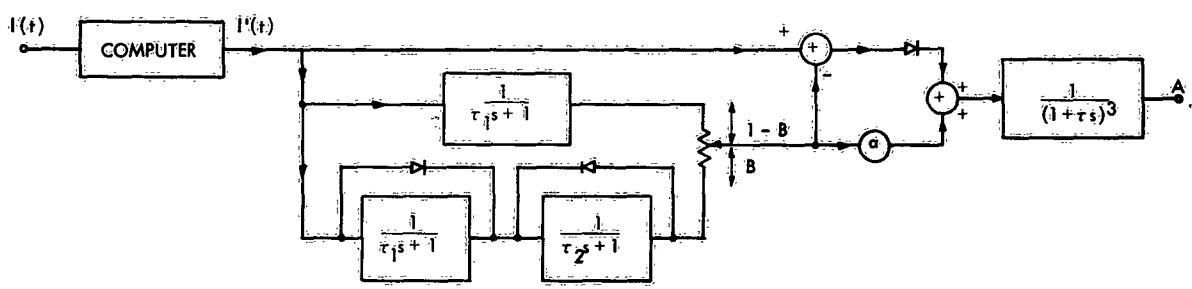 I(t)
COMPUTER
I'(t)
+
+
−
1
τ₁s + 1
1 − B
B
α
+
+
+
1
(1 + τs)³
A
1
τ₁s + 1
1
τ₂s + 1